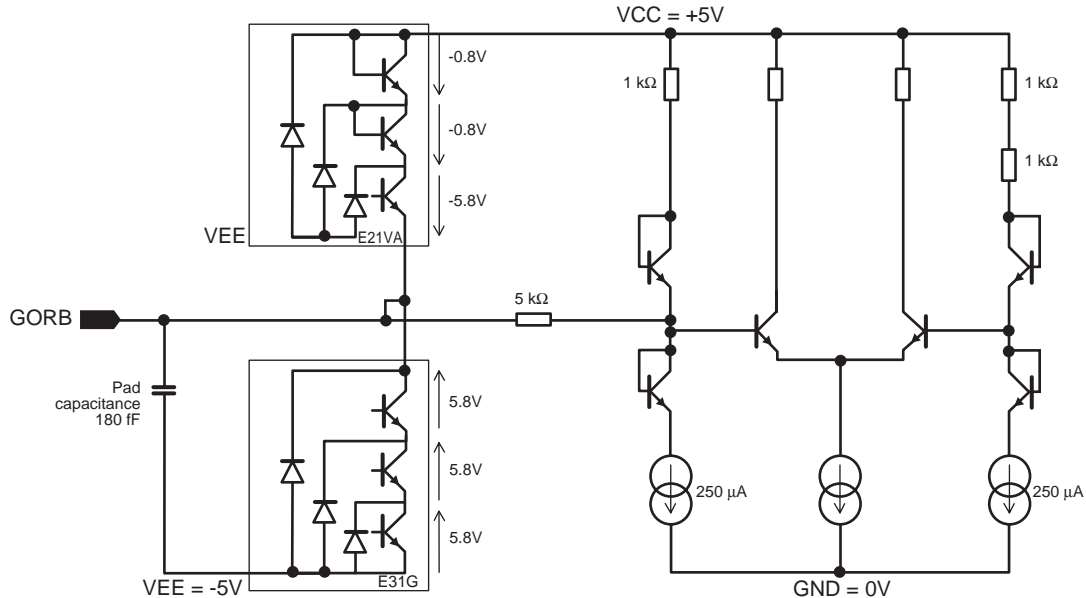 VCC = +5V
-0.8V
1 kΩ
1 kΩ
-0.8V
1 kΩ
-5.8V
VEE
E21VA
5 kΩ
GORB
Pad
capacitance
180 fF
5.8V
5.8V
250 µA
250 µA
5.8V
E31G
VEE = -5V
GND = 0V